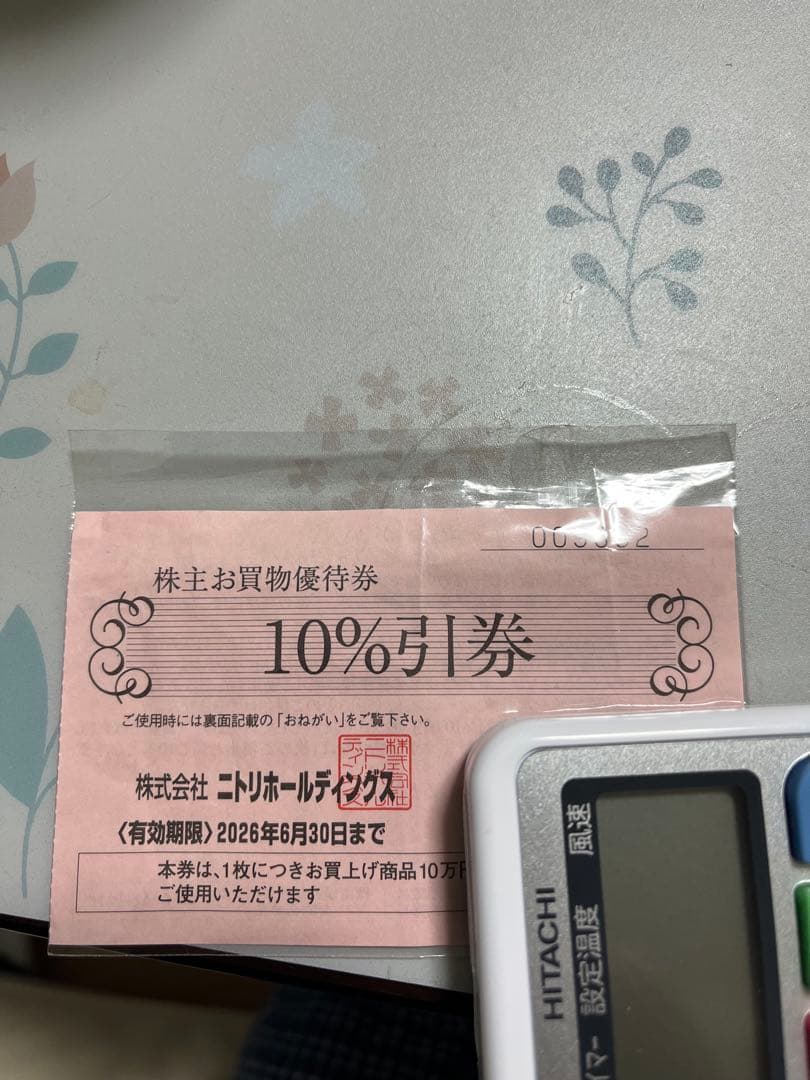 株主お買物優待券
10%引券
ご使用時には裏面記載の「おねがい」をご覧下さい。
株式会社 ニトリホールディングス
〈有効期限〉2026年6月30日まで
本券は、1枚につきお買上げ商品10万
ご使用いただけます
HITACHI
風速
設定温度
マー